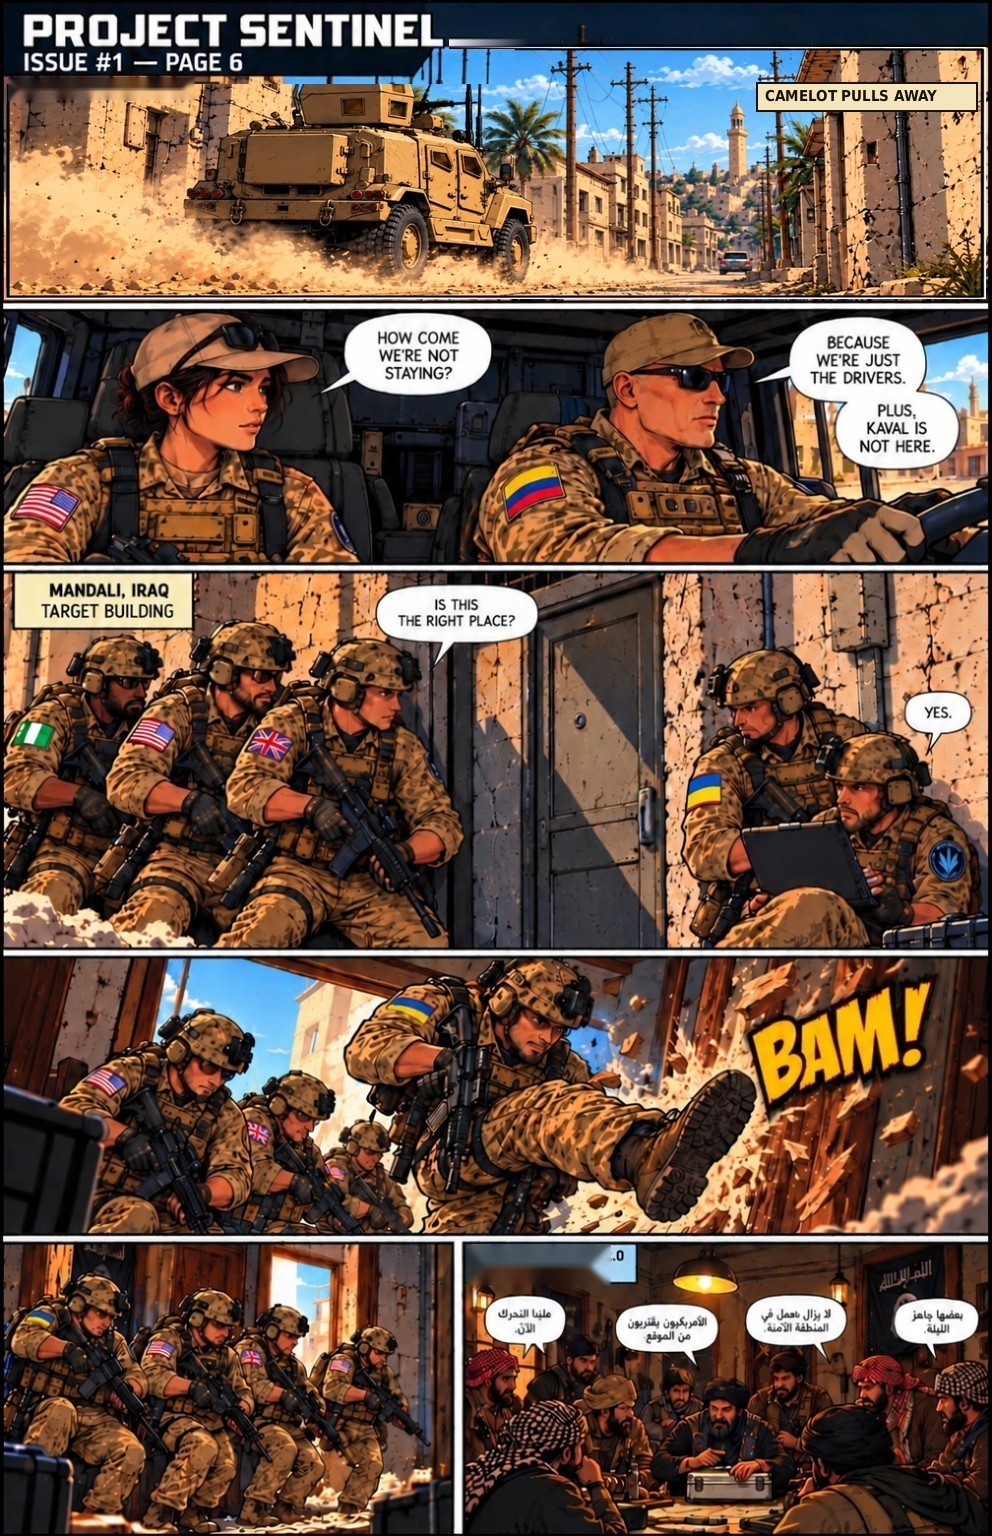 PROJECT SENTINEL
ISSUE #1 — PAGE 6
CAMELOT PULLS AWAY
HOW COME
WE'RE NOT
STAYING?
BECAUSE
WE'RE JUST
THE DRIVERS.
PLUS,
KAVAL IS
NOT HERE.
MANDALI, IRAQ
TARGET BUILDING
IS THIS
THE RIGHT PLACE?
YES.
BAM!
.0
علينا التحرك
الآن.
الأمريكيون يقتربون
من الموقع.
لا يزال يعمل في
المنطقة الآمنة.
بعضها جاهز
الليلة.